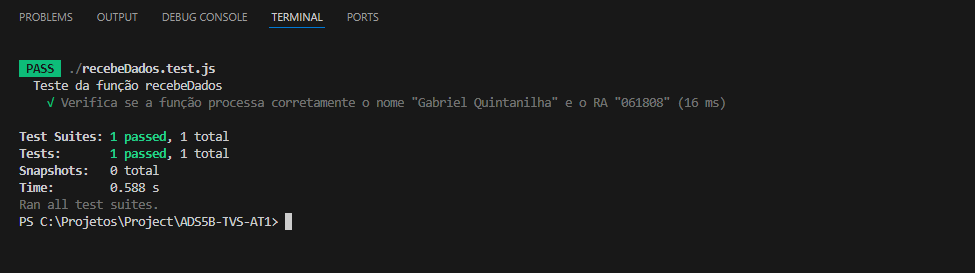 PROBLEMS OUTPUT DEBUG CONSOLE TERMINAL PORTS
PASS ./recebeDados.test.js
Teste da função recebeDados
√ Verifica se a função processa corretamente o nome "Gabriel Quintanilha" e o RA "061808" (16 ms)
Test Suites: 1 passed, 1 total
Tests: 1 passed, 1 total
Snapshots: 0 total
Time: 0.588 s
Ran all test suites.
PS C:\Projetos\Project\ADS5B-TVS-AT1>